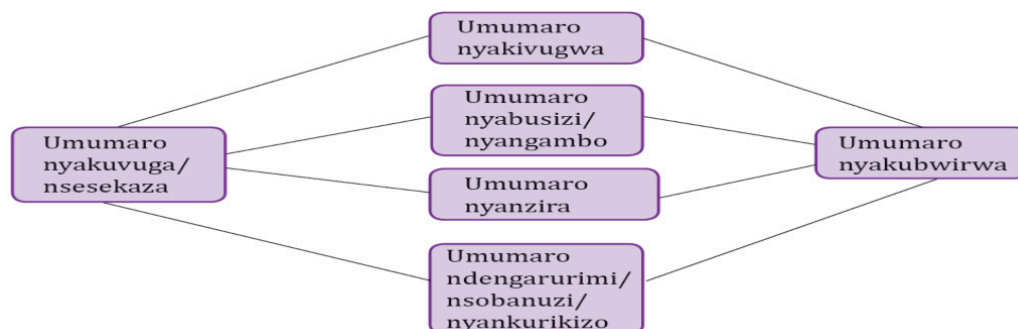 Umumaro
nyakivugwa
Umumaro
nyabusizi/
nyangambo
Umumaro
nyakuvuga/
nsesekaza
Umumaro
nyakubwirwa
Umumaro
nyanzira
Umumaro
ndengarurimi/
nsobanuzi/
nyankurikizo